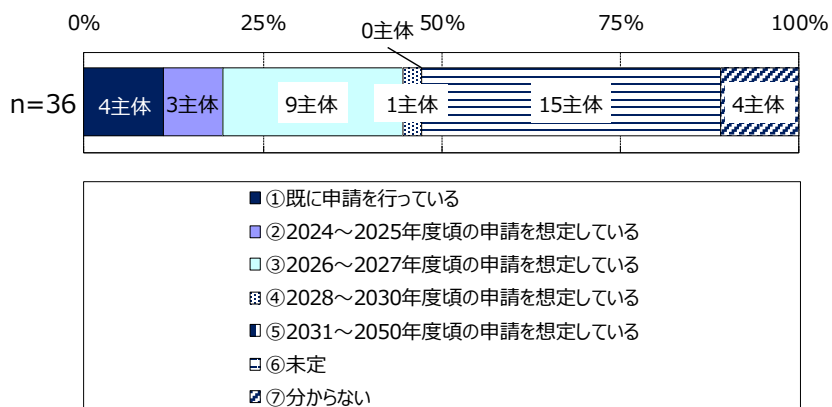 0% 25% 50% 75% 100%
0主体
n=36 4主体 3主体 9主体 1主体 15主体 4主体
①既に申請を行っている
②2024～2025年度頃の申請を想定している
③2026～2027年度頃の申請を想定している
④2028～2030年度頃の申請を想定している
⑤2031～2050年度頃の申請を想定している
⑥未定
⑦分からない